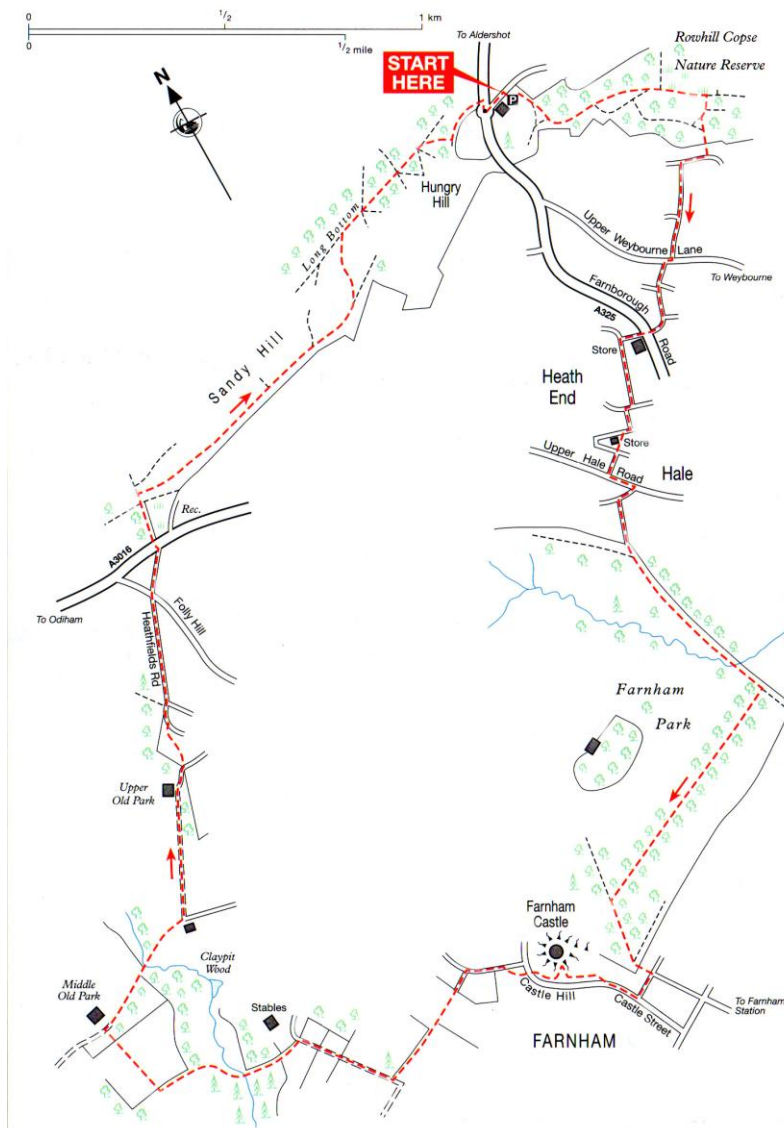 0 1/2 1 km
0 1/2 mile
N
To Aldershot
START
HERE
P
Rowhill Copse
Nature Reserve
Hungry
Hill
Long Bottom
Upper Weybourne Lane
To Weybourne
Farnborough Road
A325
Sandy Hill
Store
Heath
End
Store
Upper Hale Road
Hale
Rec.
A3016
To Odiham
Folly Hill
Heathfields Rd
Farnham
Park
Upper
Old Park
Farnham
Castle
Claypit
Wood
Middle
Old Park
Stables
Castle Hill
Castle Street
To Farnham
Station
FARNHAM